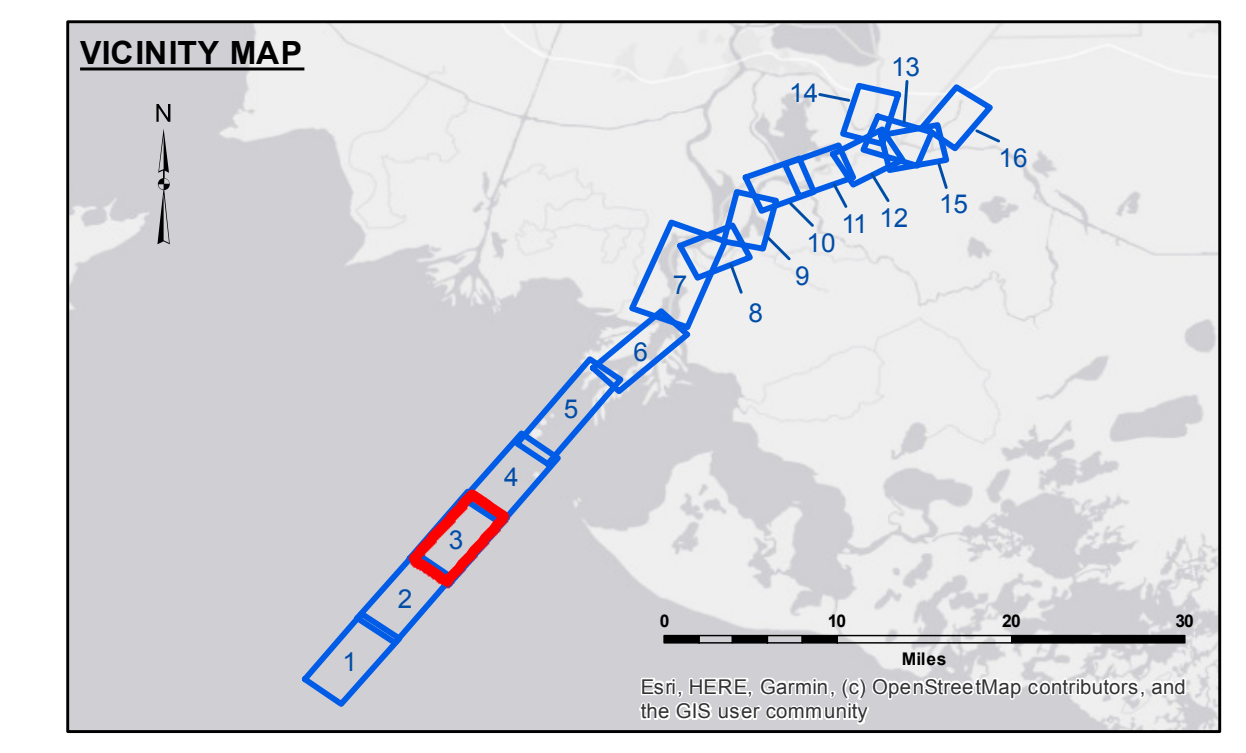 VICINITY MAP
N
13
14
16
15
12
11
10
9
8
7
6
5
4
3
2
1
0 10 20 30
Miles
Esri, HERE, Garmin, (c) OpenStreetMap contributors, and
the GIS user community